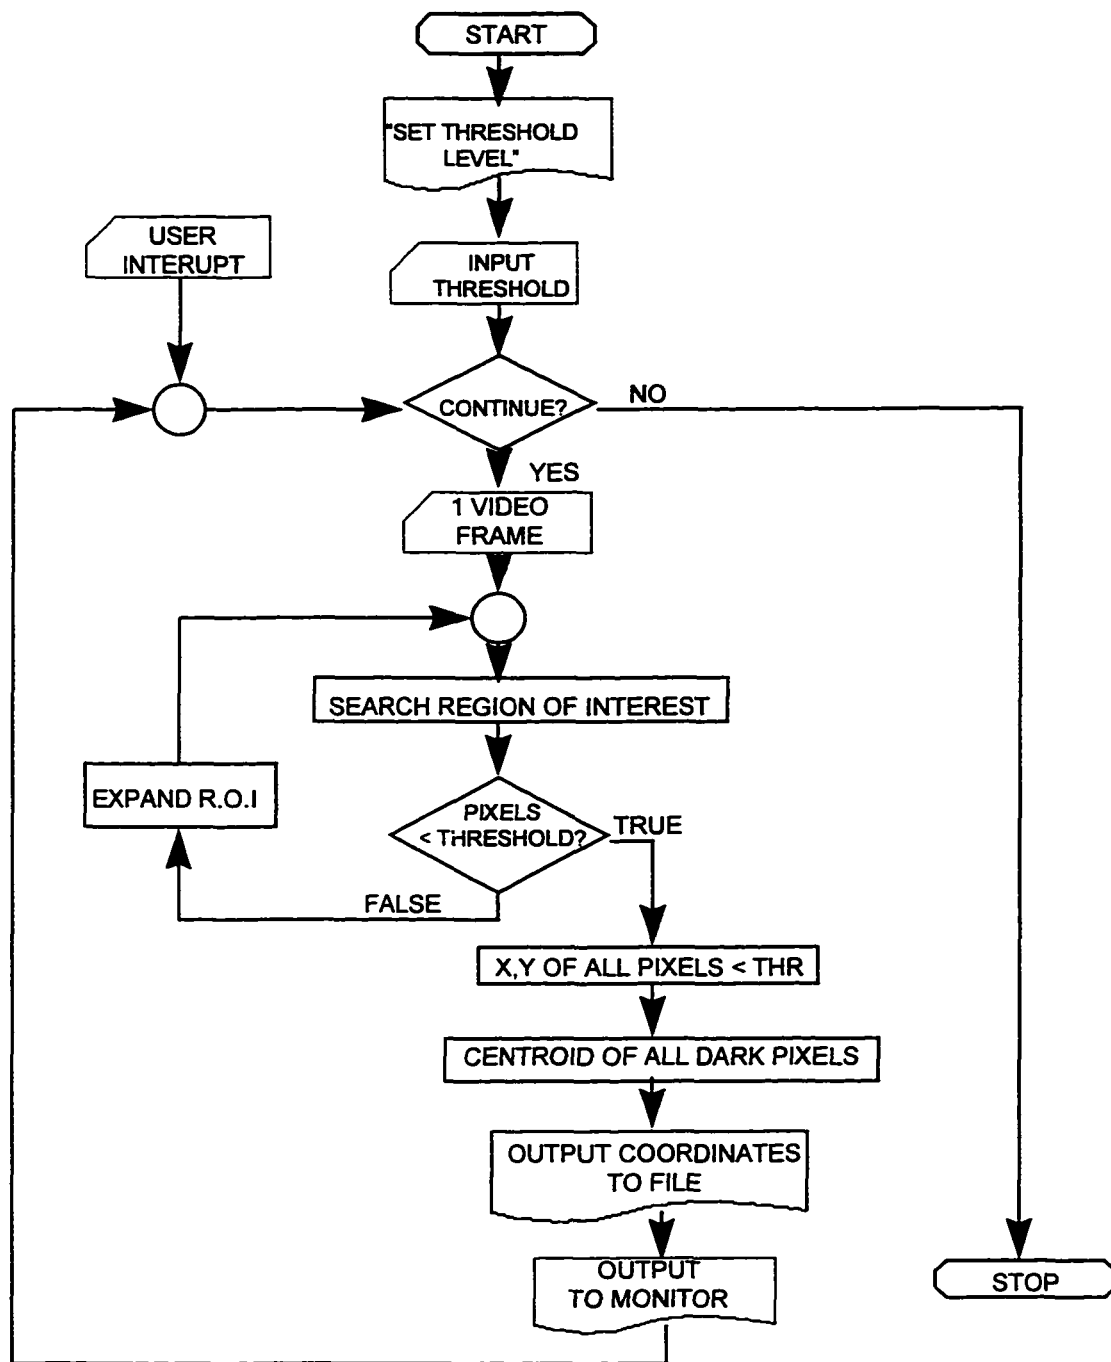 START
"SET THRESHOLD
LEVEL"
USER
INTERUPT
INPUT
THRESHOLD
CONTINUE?
NO
YES
1 VIDEO
FRAME
SEARCH REGION OF INTEREST
EXPAND R.O.I
PIXELS
< THRESHOLD?
TRUE
FALSE
X,Y OF ALL PIXELS < THR
CENTROID OF ALL DARK PIXELS
OUTPUT COORDINATES
TO FILE
OUTPUT
TO MONITOR
STOP